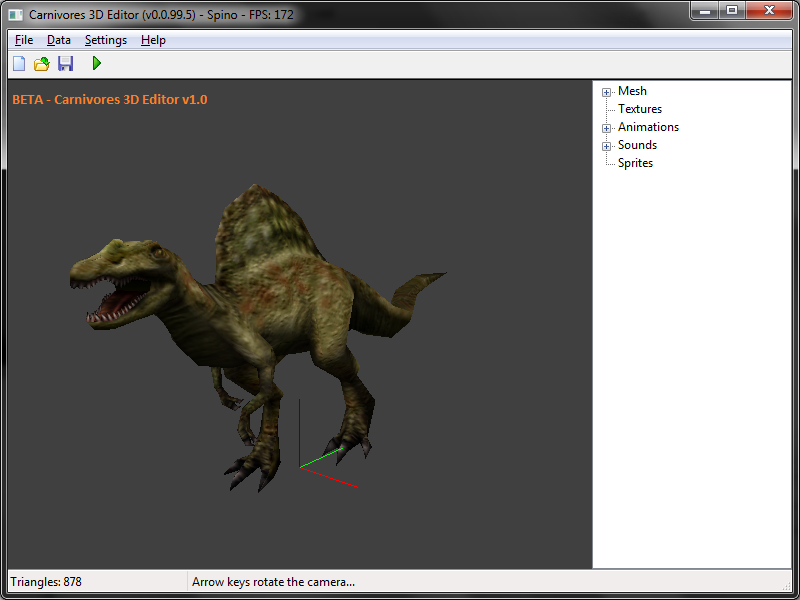 Carnivores 3D Editor (v0.0.99.5) - Spino - FPS: 172
File Data Settings Help
BETA - Carnivores 3D Editor v1.0
Mesh
Textures
Animations
Sounds
Sprites
Triangles: 878
Arrow keys rotate the camera...